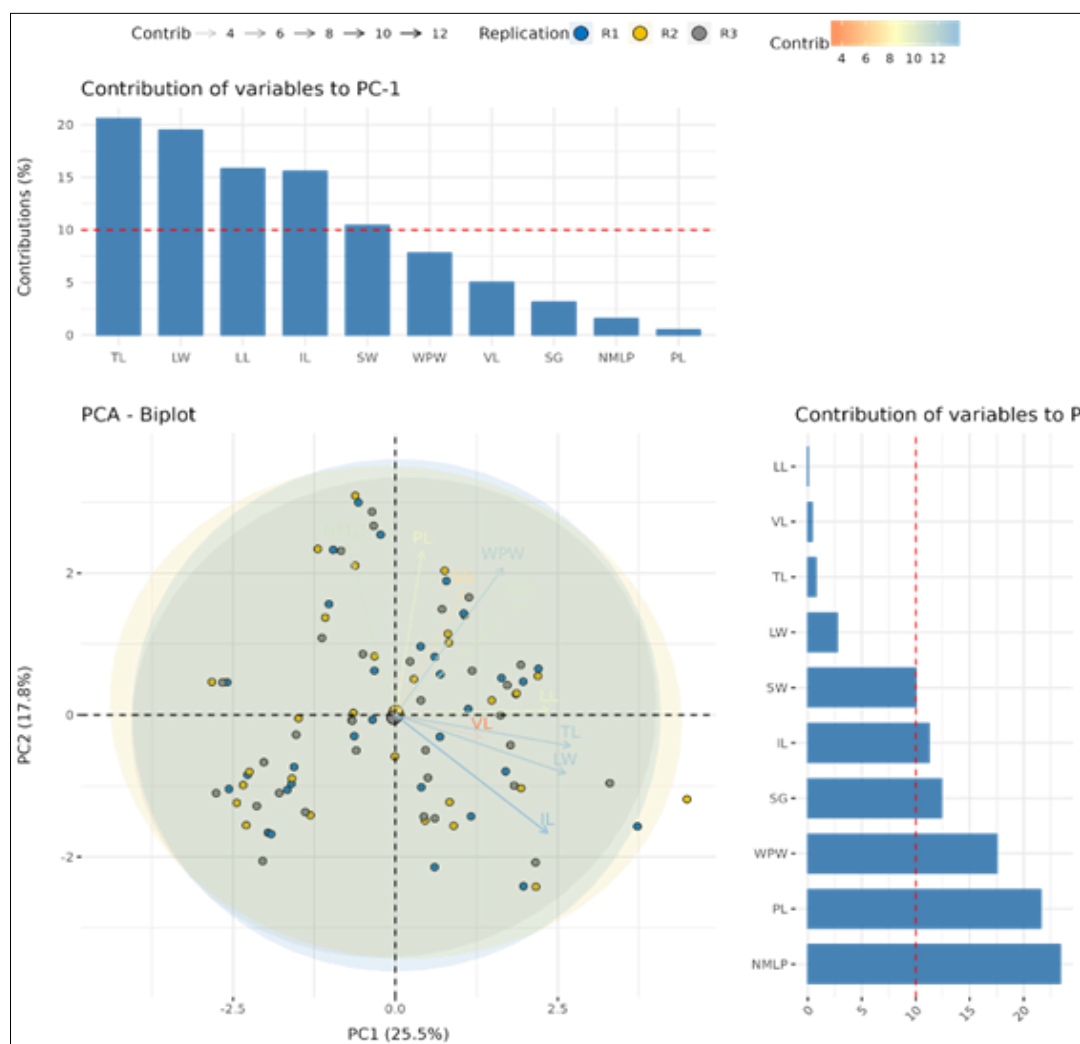 Contrib 4 6 8 10 12 Replication R1 R2 R3 Contrib 4 6 8 10 12
Contribution of variables to PC-1
Contributions (%)
20
15
10
5
0
TL LW LL IL SW WPW VL SG NMLP PL
PCA - Biplot
PC2 (17.8%)
2
0
-2
PL
WPW
LL
VL
TL
LW
IL
-2.5 0.0 2.5
PC1 (25.5%)
Contribution of variables to P
LL
VL
TL
LW
SW
IL
SG
WPW
PL
NMLP
0 5 10 15 20